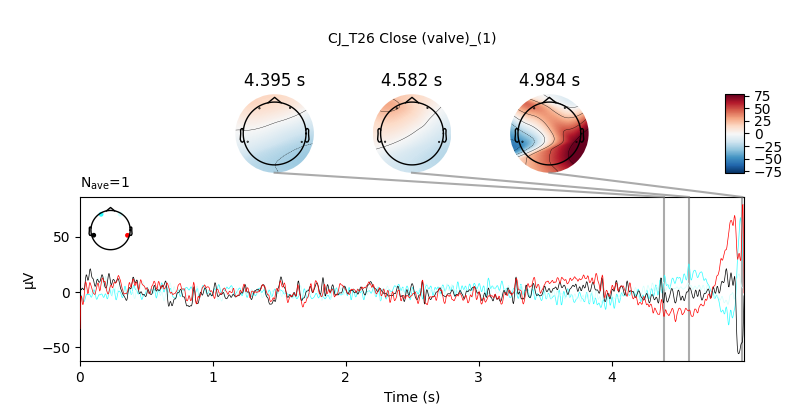 CJ_T26 Close (valve)_(1)
4.395 s 4.582 s 4.984 s
75
50
25
0
−25
−50
−75
Nave=1
50
0
−50
µV
0 1 2 3 4
Time (s)